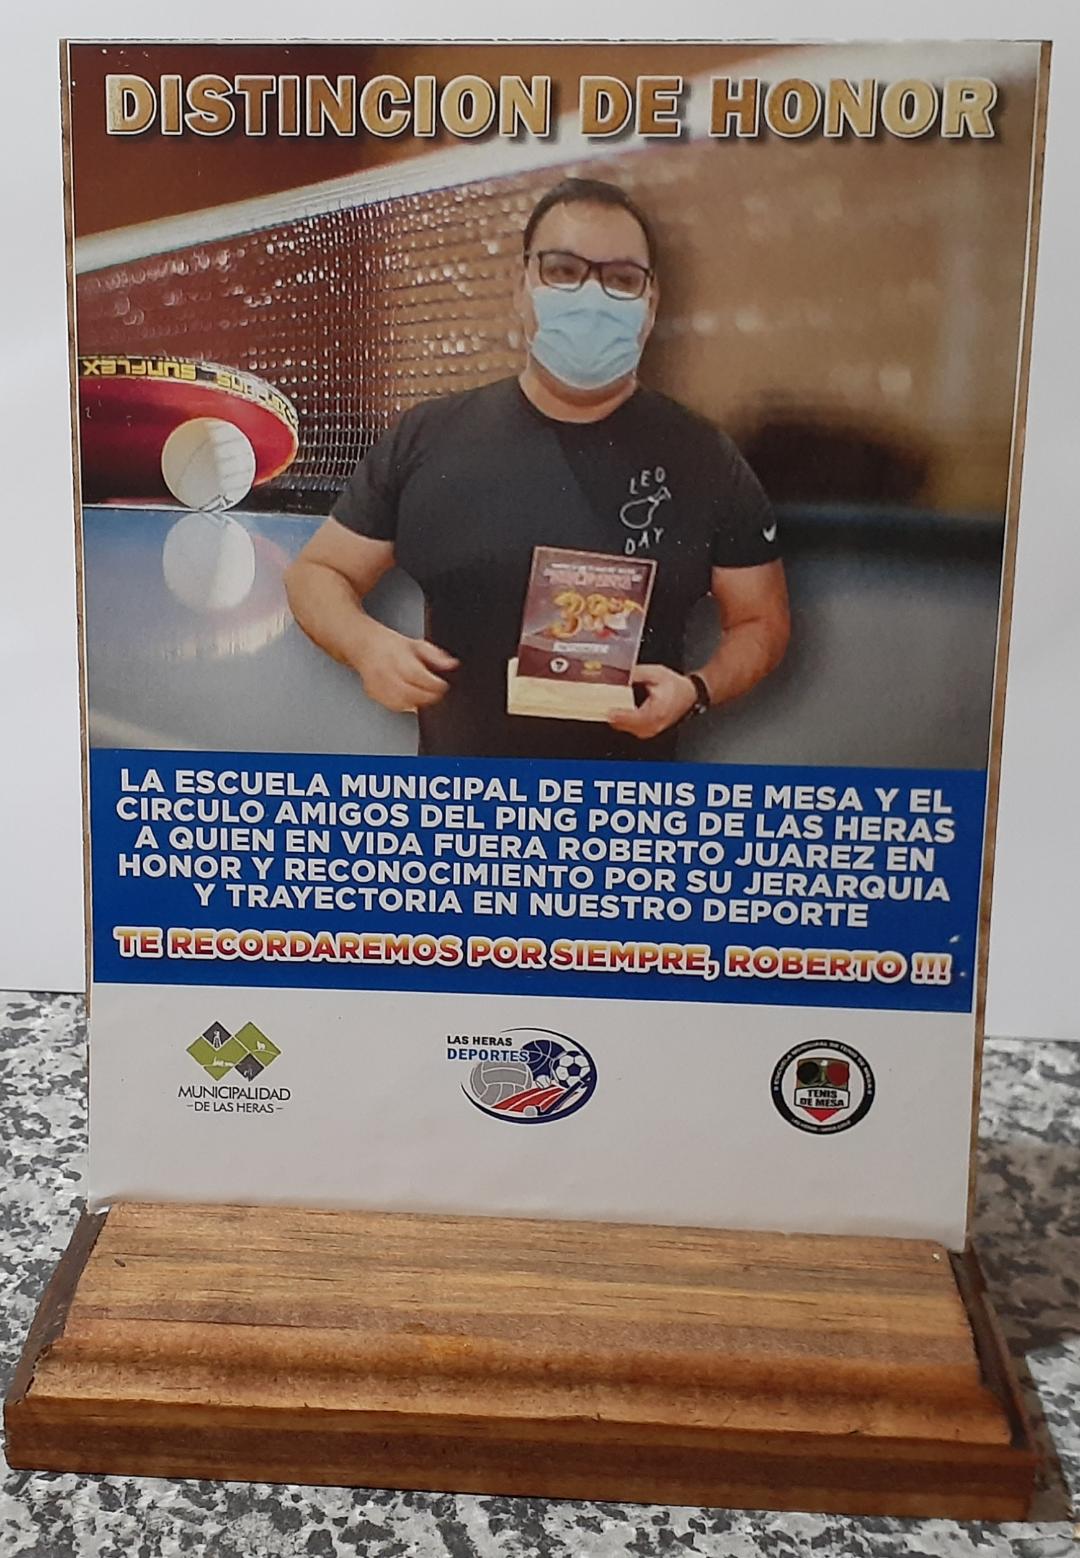 DISTINCION DE HONOR
SUNFLEX
LEO
DAY
38
LA ESCUELA MUNICIPAL DE TENIS DE MESA Y EL
CIRCULO AMIGOS DEL PING PONG DE LAS HERAS
A QUIEN EN VIDA FUERA ROBERTO JUAREZ EN
HONOR Y RECONOCIMIENTO POR SU JERARQUIA
Y TRAYECTORIA EN NUESTRO DEPORTE
TE RECORDAREMOS POR SIEMPRE, ROBERTO !!!
MUNICIPALIDAD
–DE LAS HERAS–
LAS HERAS
DEPORTES
TENIS
DE MESA